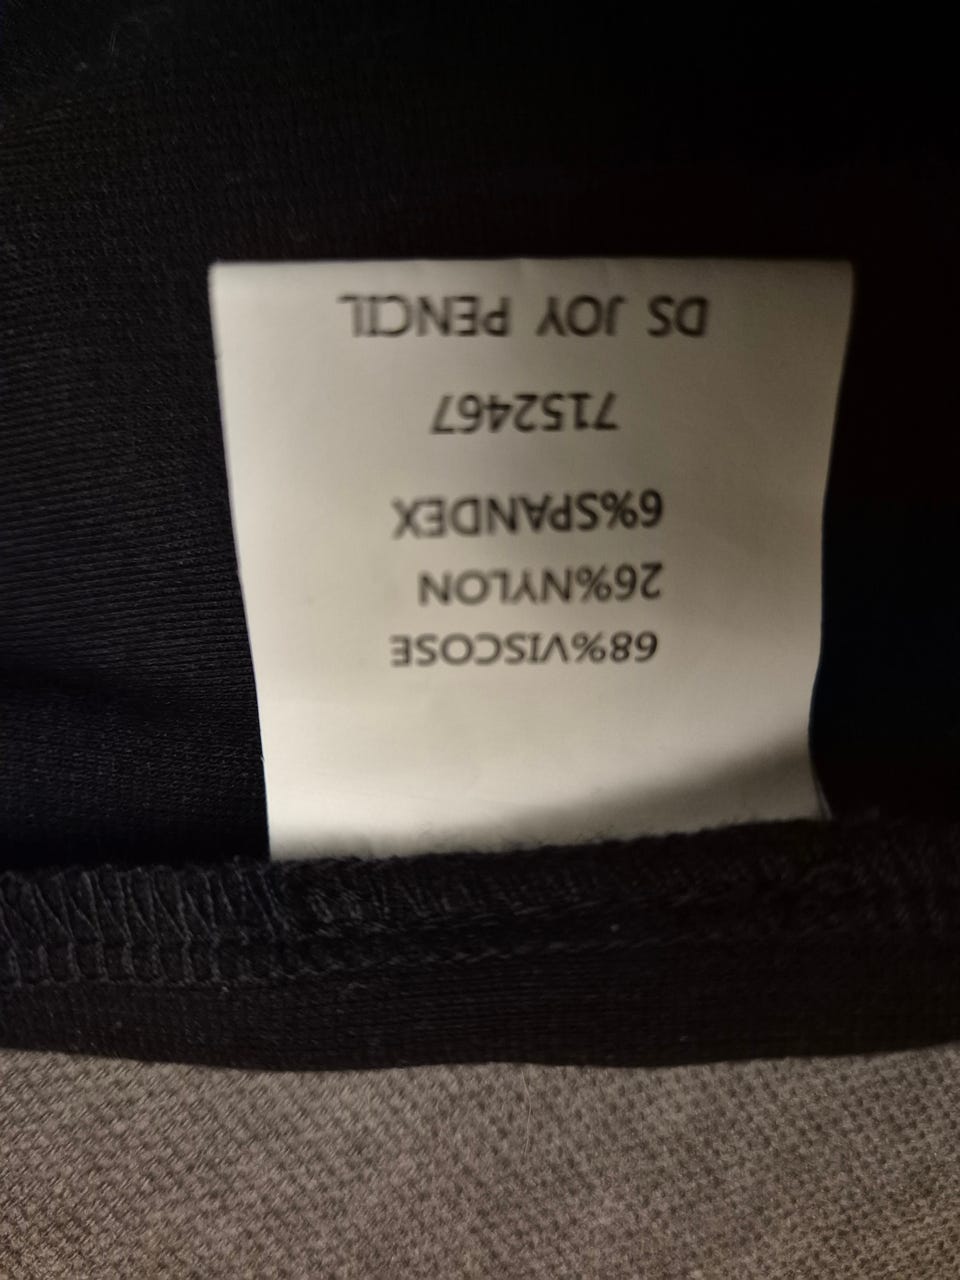 68%VISCOSE
26%NYLON
6%SPANDEX
7152467
DS JOY PENCIL